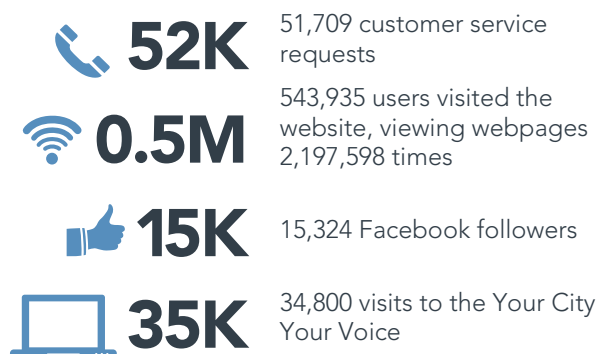 52K
51,709 customer service
requests
0.5M
543,935 users visited the
website, viewing webpages
2,197,598 times
15K
15,324 Facebook followers
35K
34,800 visits to the Your City
Your Voice